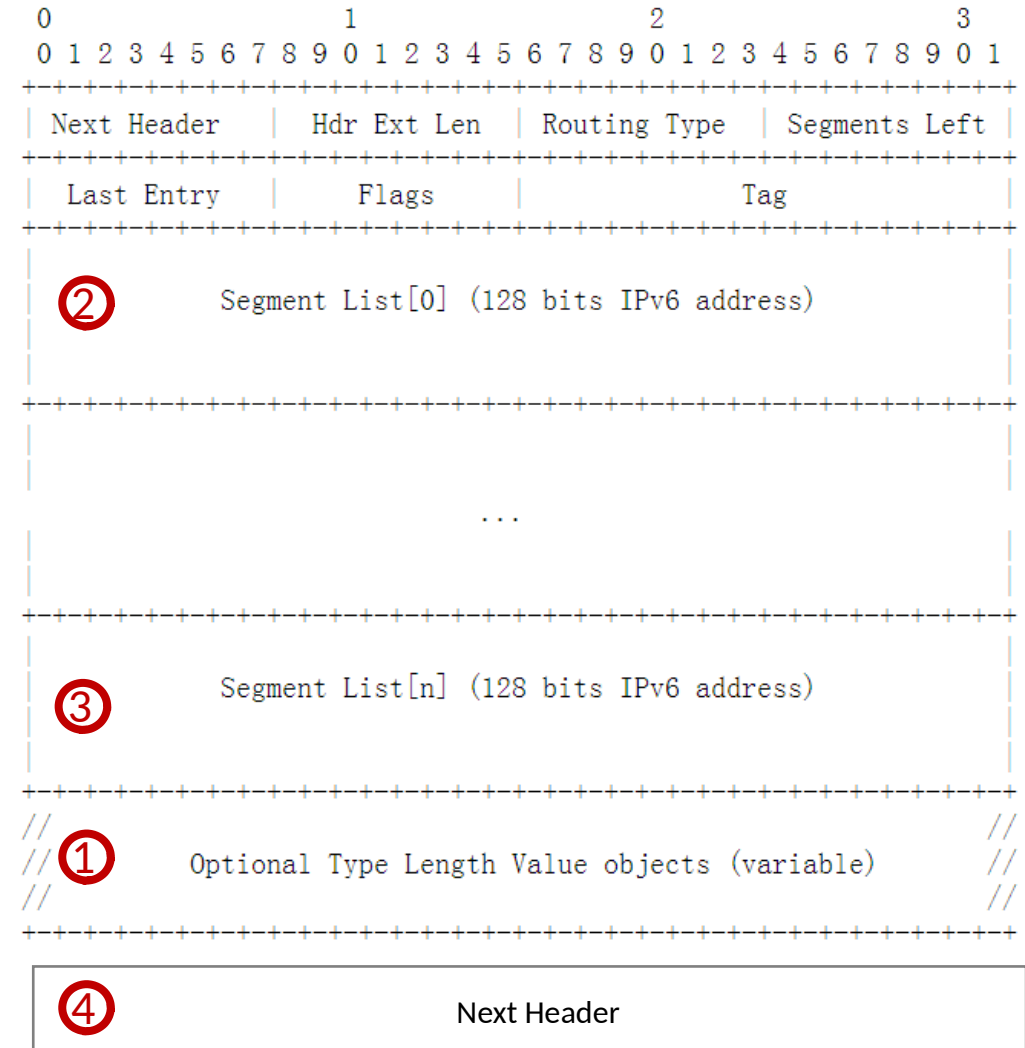 0 1 2 3
0 1 2 3 4 5 6 7 8 9 0 1 2 3 4 5 6 7 8 9 0 1 2 3 4 5 6 7 8 9 0 1
+-+-+-+-+-+-+-+-+-+-+-+-+-+-+-+-+-+-+-+-+-+-+-+-+-+-+-+-+-+-+-+-+
| Next Header | Hdr Ext Len | Routing Type | Segments Left |
+-+-+-+-+-+-+-+-+-+-+-+-+-+-+-+-+-+-+-+-+-+-+-+-+-+-+-+-+-+-+-+-+
| Last Entry | Flags | Tag |
+-+-+-+-+-+-+-+-+-+-+-+-+-+-+-+-+-+-+-+-+-+-+-+-+-+-+-+-+-+-+-+-+
| |
| ② Segment List[0] (128 bits IPv6 address) |
| |
| |
+-+-+-+-+-+-+-+-+-+-+-+-+-+-+-+-+-+-+-+-+-+-+-+-+-+-+-+-+-+-+-+-+
| |
| |
...
| |
| |
+-+-+-+-+-+-+-+-+-+-+-+-+-+-+-+-+-+-+-+-+-+-+-+-+-+-+-+-+-+-+-+-+
| |
| ③ Segment List[n] (128 bits IPv6 address) |
| |
| |
+-+-+-+-+-+-+-+-+-+-+-+-+-+-+-+-+-+-+-+-+-+-+-+-+-+-+-+-+-+-+-+-+
// //
// ① Optional Type Length Value objects (variable) //
// //
+-+-+-+-+-+-+-+-+-+-+-+-+-+-+-+-+-+-+-+-+-+-+-+-+-+-+-+-+-+-+-+-+
④ Next Header